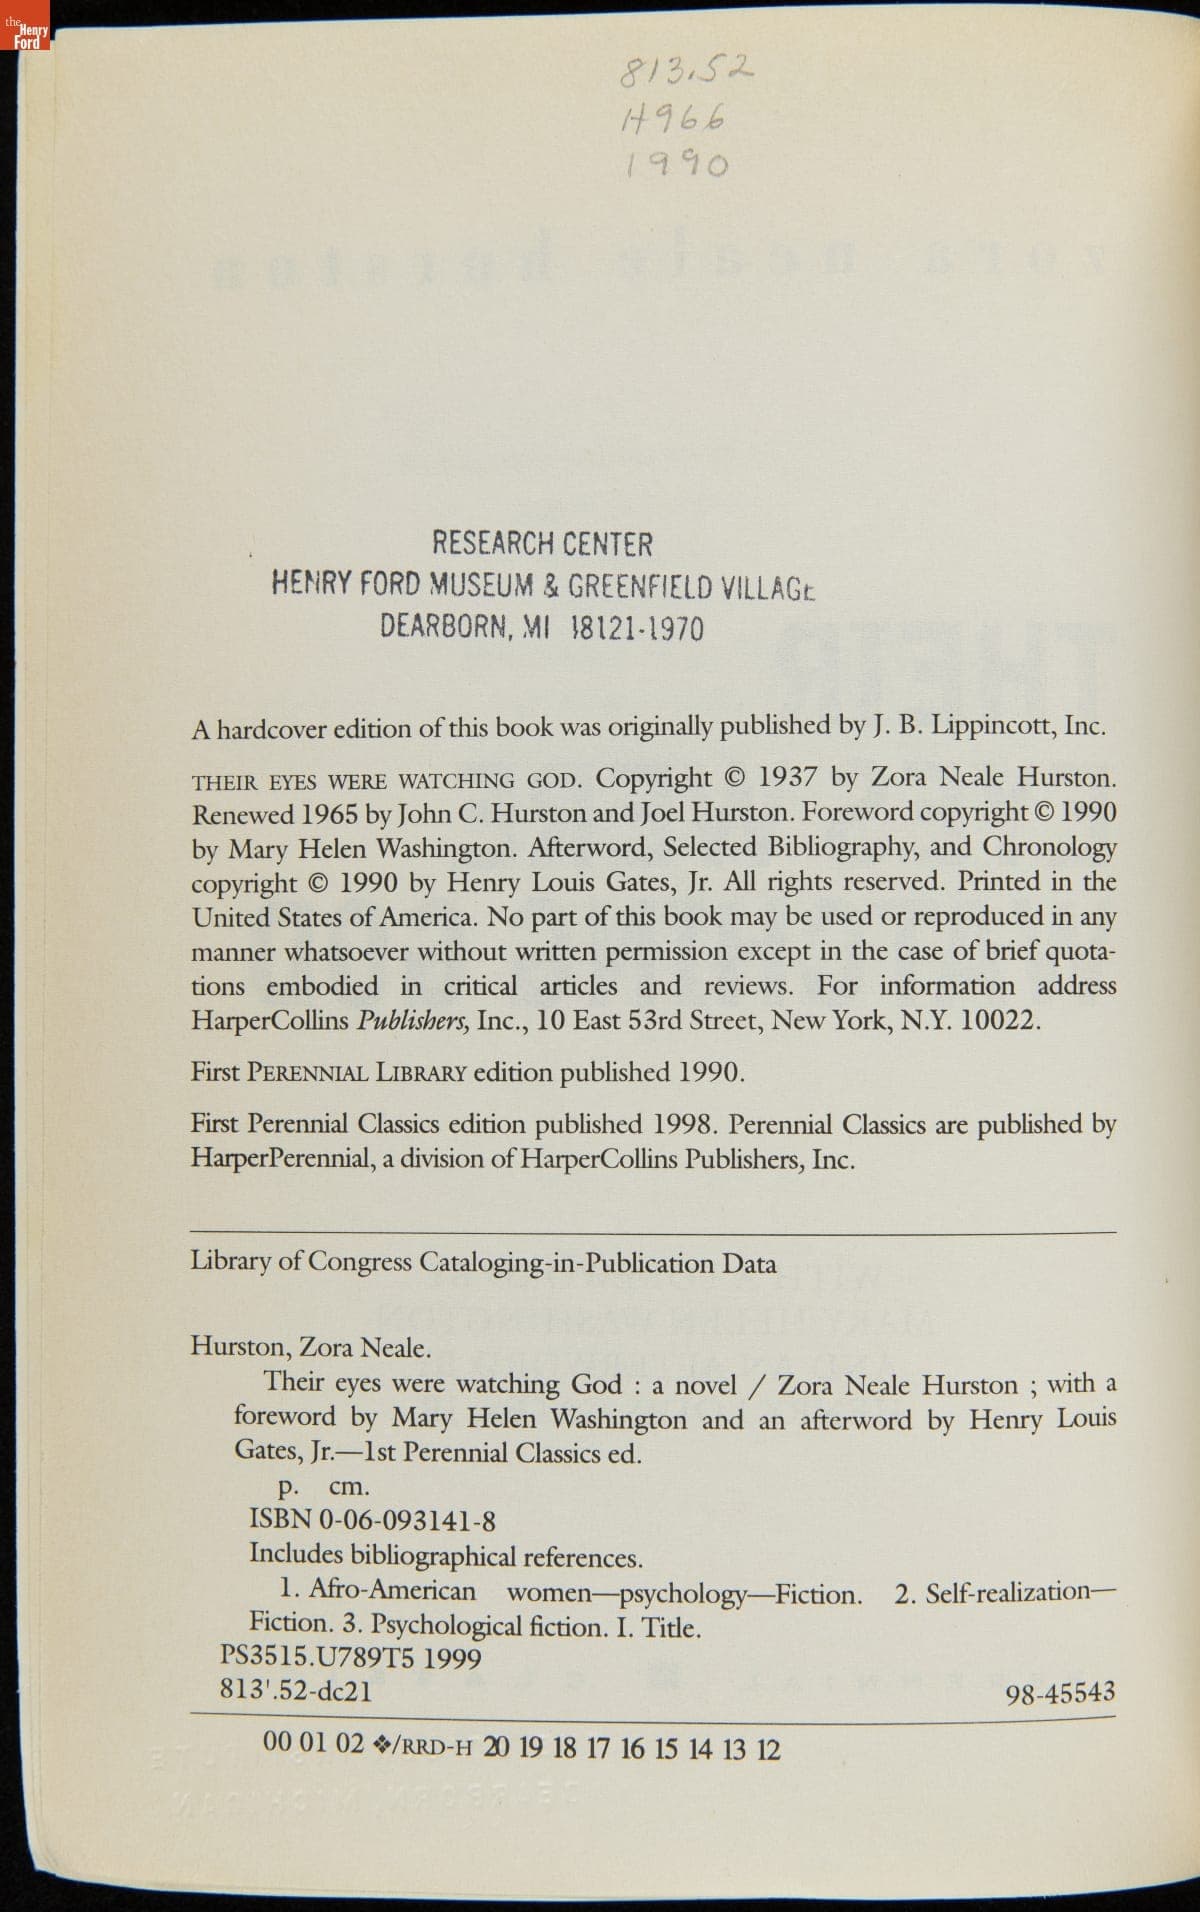 the
Henry
Ford
813.52
H966
1990
RESEARCH CENTER
HENRY FORD MUSEUM & GREENFIELD VILLAGE
DEARBORN, MI 18121-1970
A hardcover edition of this book was originally published by J. B. Lippincott, Inc.
THEIR EYES WERE WATCHING GOD. Copyright © 1937 by Zora Neale Hurston.
Renewed 1965 by John C. Hurston and Joel Hurston. Foreword copyright © 1990
by Mary Helen Washington. Afterword, Selected Bibliography, and Chronology
copyright © 1990 by Henry Louis Gates, Jr. All rights reserved. Printed in the
United States of America. No part of this book may be used or reproduced in any
manner whatsoever without written permission except in the case of brief quota-
tions embodied in critical articles and reviews. For information address
HarperCollins Publishers, Inc., 10 East 53rd Street, New York, N.Y. 10022.
First PERENNIAL LIBRARY edition published 1990.
First Perennial Classics edition published 1998. Perennial Classics are published by
HarperPerennial, a division of HarperCollins Publishers, Inc.
Library of Congress Cataloging-in-Publication Data
Hurston, Zora Neale.
Their eyes were watching God : a novel / Zora Neale Hurston ; with a
foreword by Mary Helen Washington and an afterword by Henry Louis
Gates, Jr.—1st Perennial Classics ed.
p. cm.
ISBN 0-06-093141-8
Includes bibliographical references.
1. Afro-American women—psychology—Fiction. 2. Self-realization—
Fiction. 3. Psychological fiction. I. Title.
PS3515.U789T5 1999
813'.52-dc21 98-45543
00 01 02 ❖/RRD-H 20 19 18 17 16 15 14 13 12